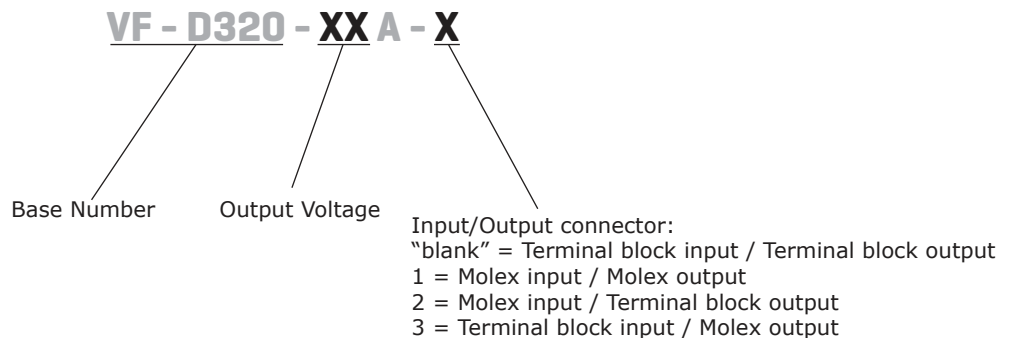 VF - D320 - XX A - X
Base Number
Output Voltage
Input/Output connector:
“blank” = Terminal block input / Terminal block output
1 = Molex input / Molex output
2 = Molex input / Terminal block output
3 = Terminal block input / Molex output